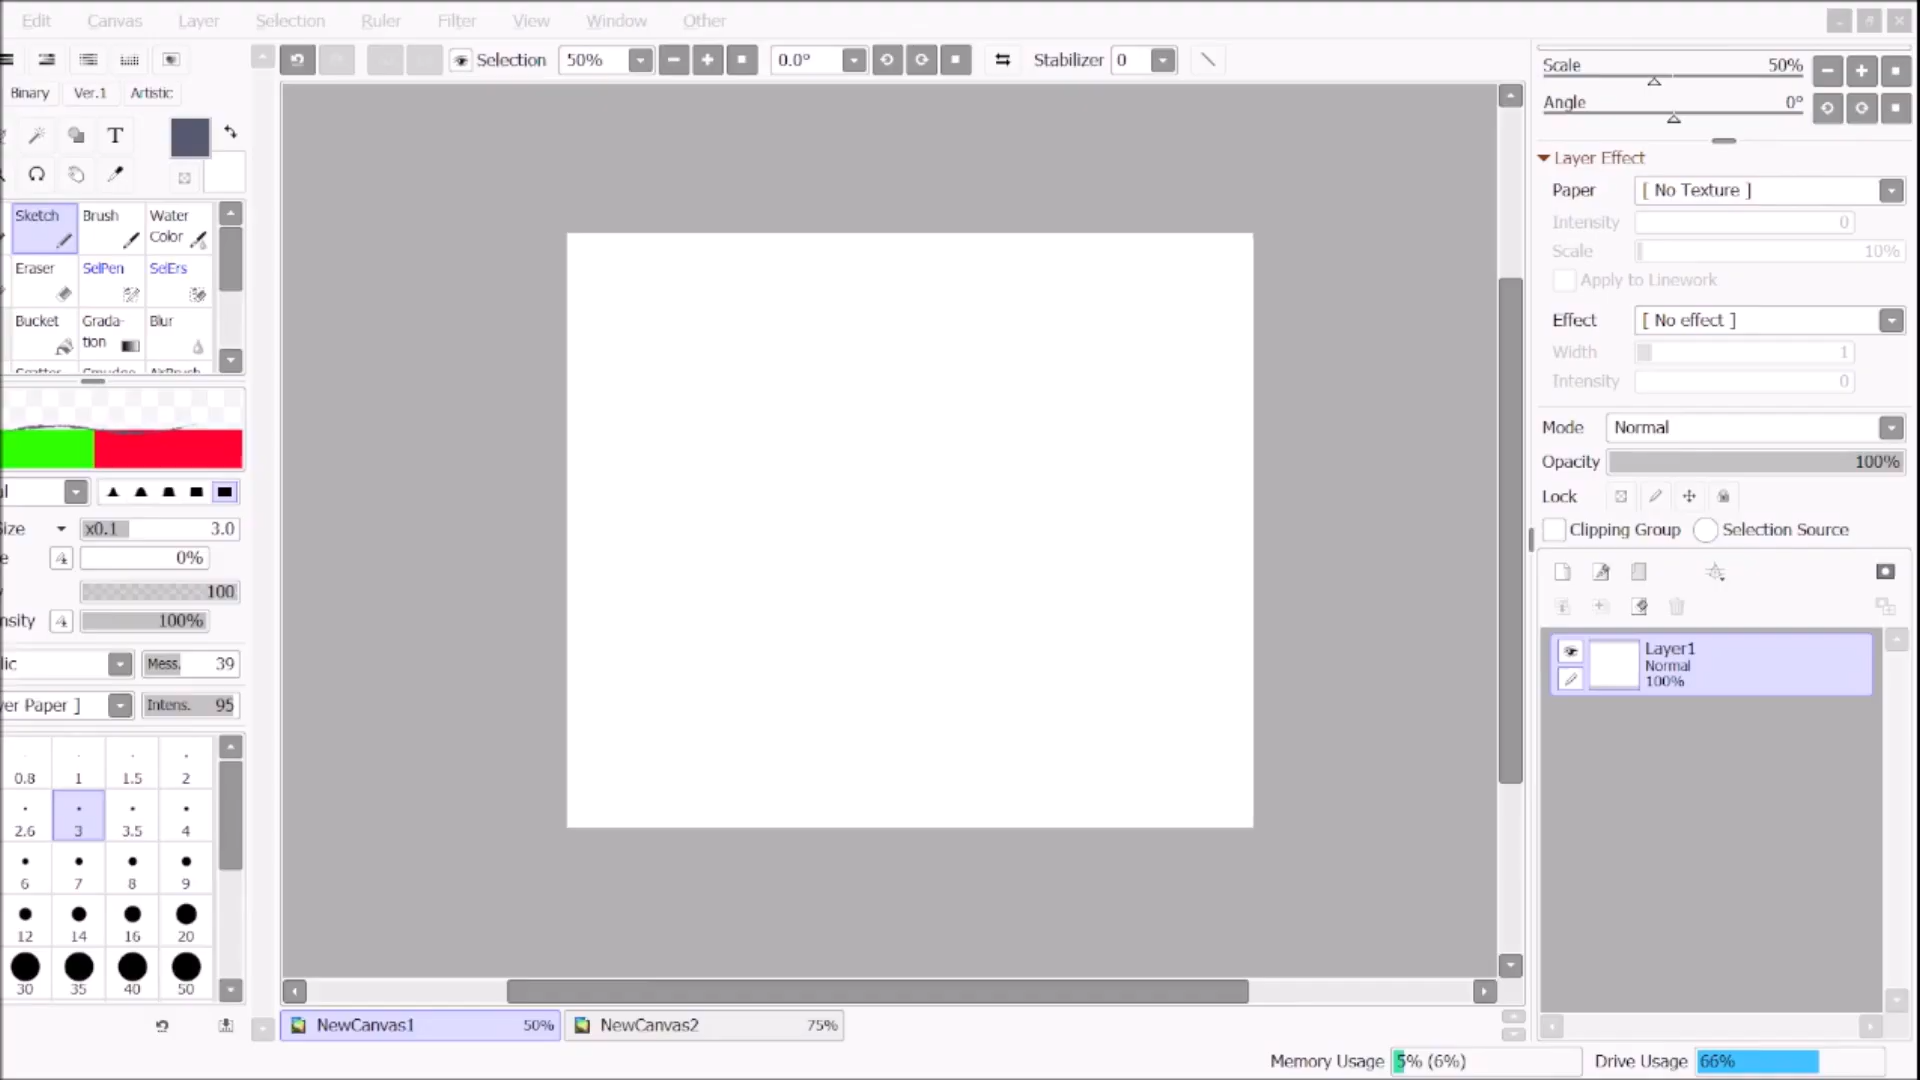 Edit Canvas Layer Selection Ruler Filter View Window Other
Selection 50% 0.0° Stabilizer 0
Binary Ver.1 Artistic
T
Sketch Brush Water Color
Eraser SelPen SelErs
Bucket Grada-tion Blur
Size x0.1 3.0
0%
100
100%
Mess. 39
Paper ] Intens. 95
0.8 1 1.5 2
2.6 3 3.5 4
6 7 8 9
12 14 16 20
30 35 40 50
NewCanvas1 50% NewCanvas2 75%
Scale 50%
Angle 0°
Layer Effect
Paper [ No Texture ]
Intensity 0
Scale 10%
Apply to Linework
Effect [ No effect ]
Width 1
Intensity 0
Mode Normal
Opacity 100%
Lock
Clipping Group Selection Source
Layer1
Normal
100%
Memory Usage 5% (6%) Drive Usage 66%